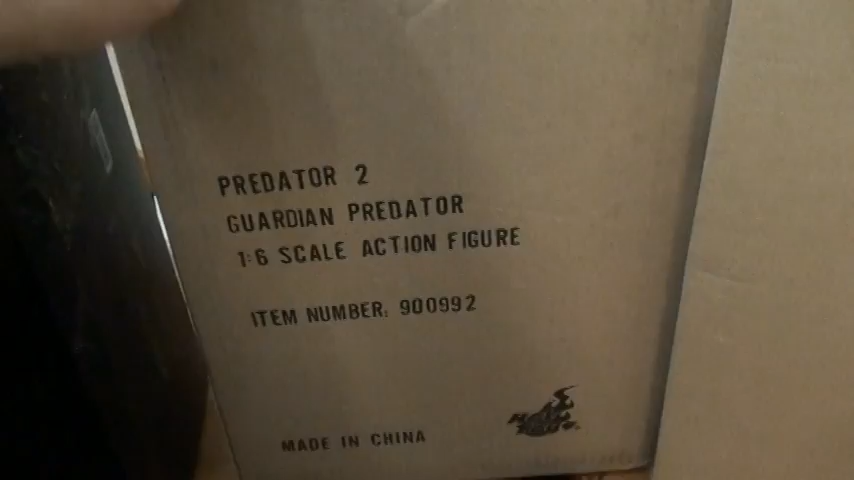 PREDATOR 2
GUARDIAN PREDATOR
1:6 SCALE ACTION FIGURE
ITEM NUMBER: 900992
MADE IN CHINA